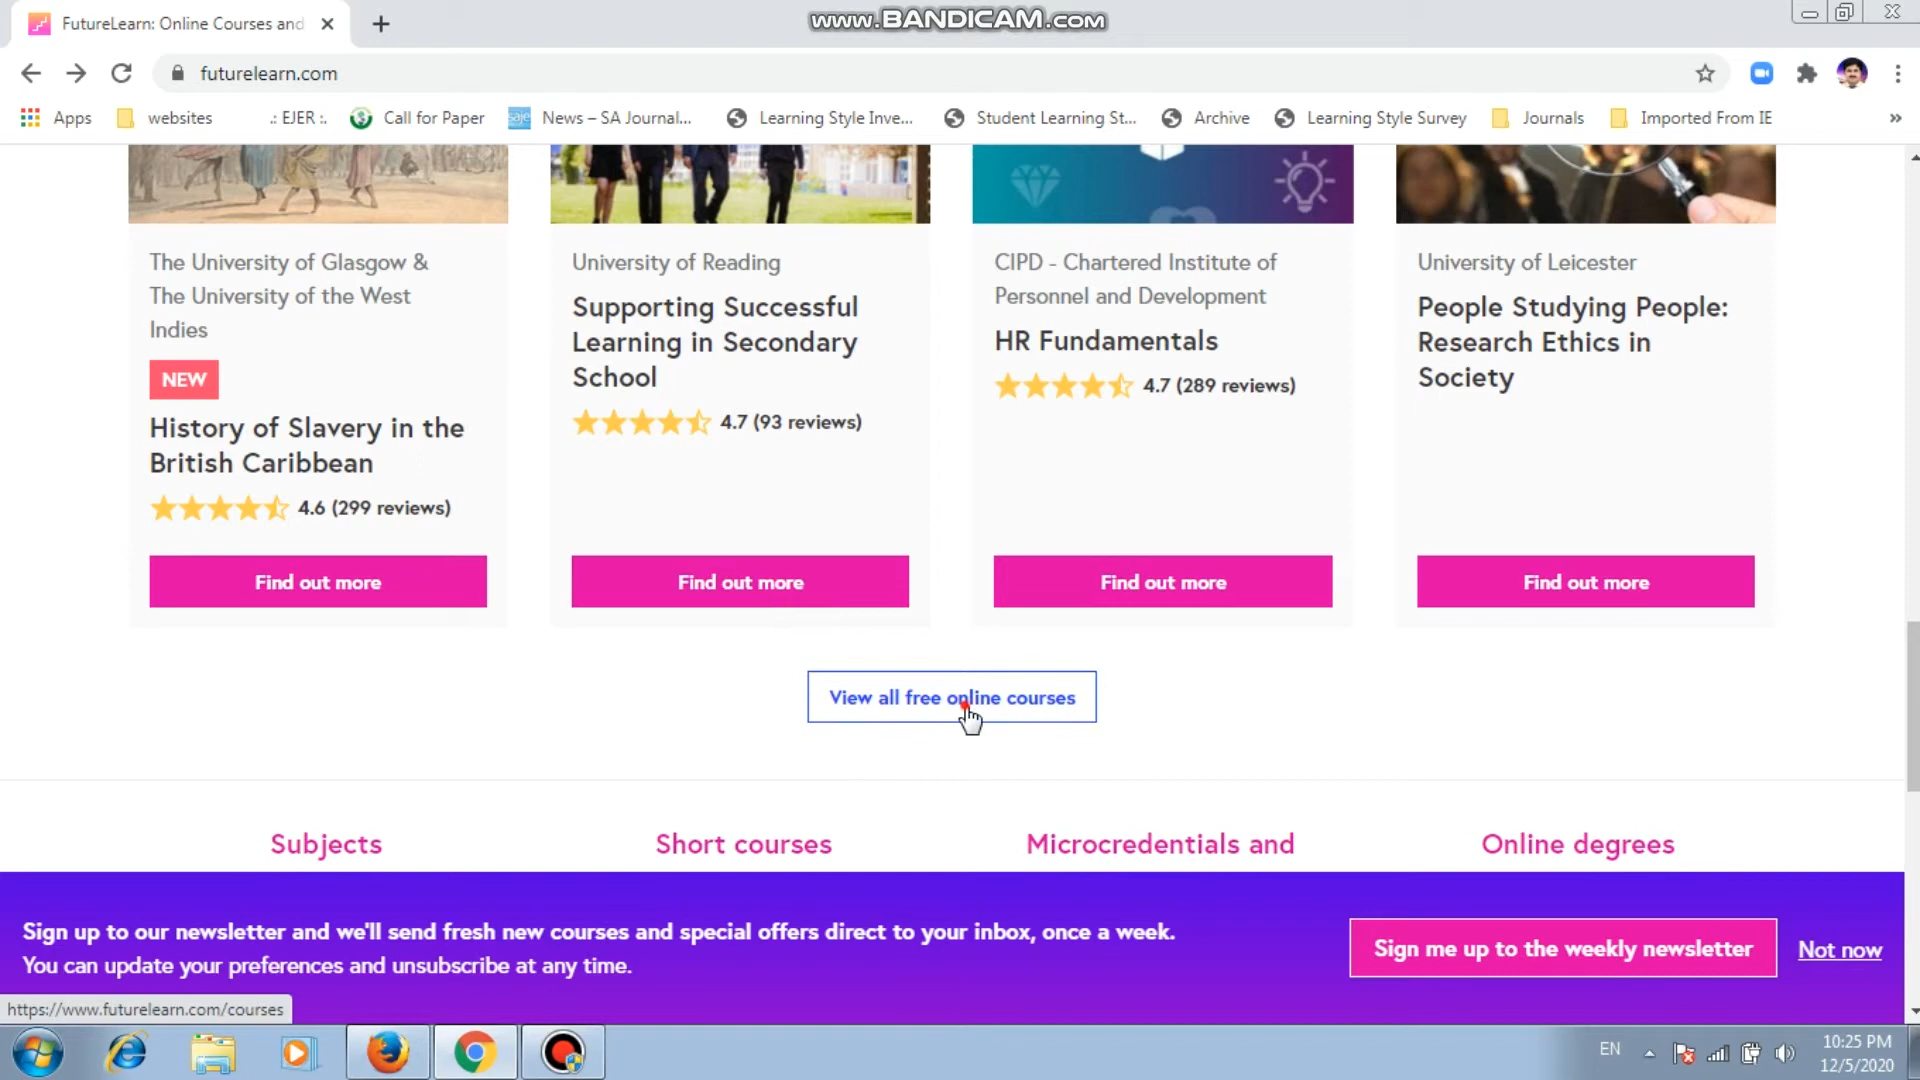 FutureLearn: Online Courses and
www.BANDICAM.com
futurelearn.com
Apps
websites
.: EJER :.
Call for Paper
saje
News – SA Journal...
Learning Style Inve...
Student Learning St...
Archive
Learning Style Survey
Journals
Imported From IE
»
The University of Glasgow &
The University of the West
Indies
NEW
History of Slavery in the
British Caribbean
4.6 (299 reviews)
Find out more
University of Reading
Supporting Successful
Learning in Secondary
School
4.7 (93 reviews)
Find out more
CIPD - Chartered Institute of
Personnel and Development
HR Fundamentals
4.7 (289 reviews)
Find out more
University of Leicester
People Studying People:
Research Ethics in
Society
Find out more
View all free online courses
Subjects
Short courses
Microcredentials and
Online degrees
Sign up to our newsletter and we'll send fresh new courses and special offers direct to your inbox, once a week.
You can update your preferences and unsubscribe at any time.
Sign me up to the weekly newsletter
Not now
https://www.futurelearn.com/courses
EN
10:25 PM
12/5/2020